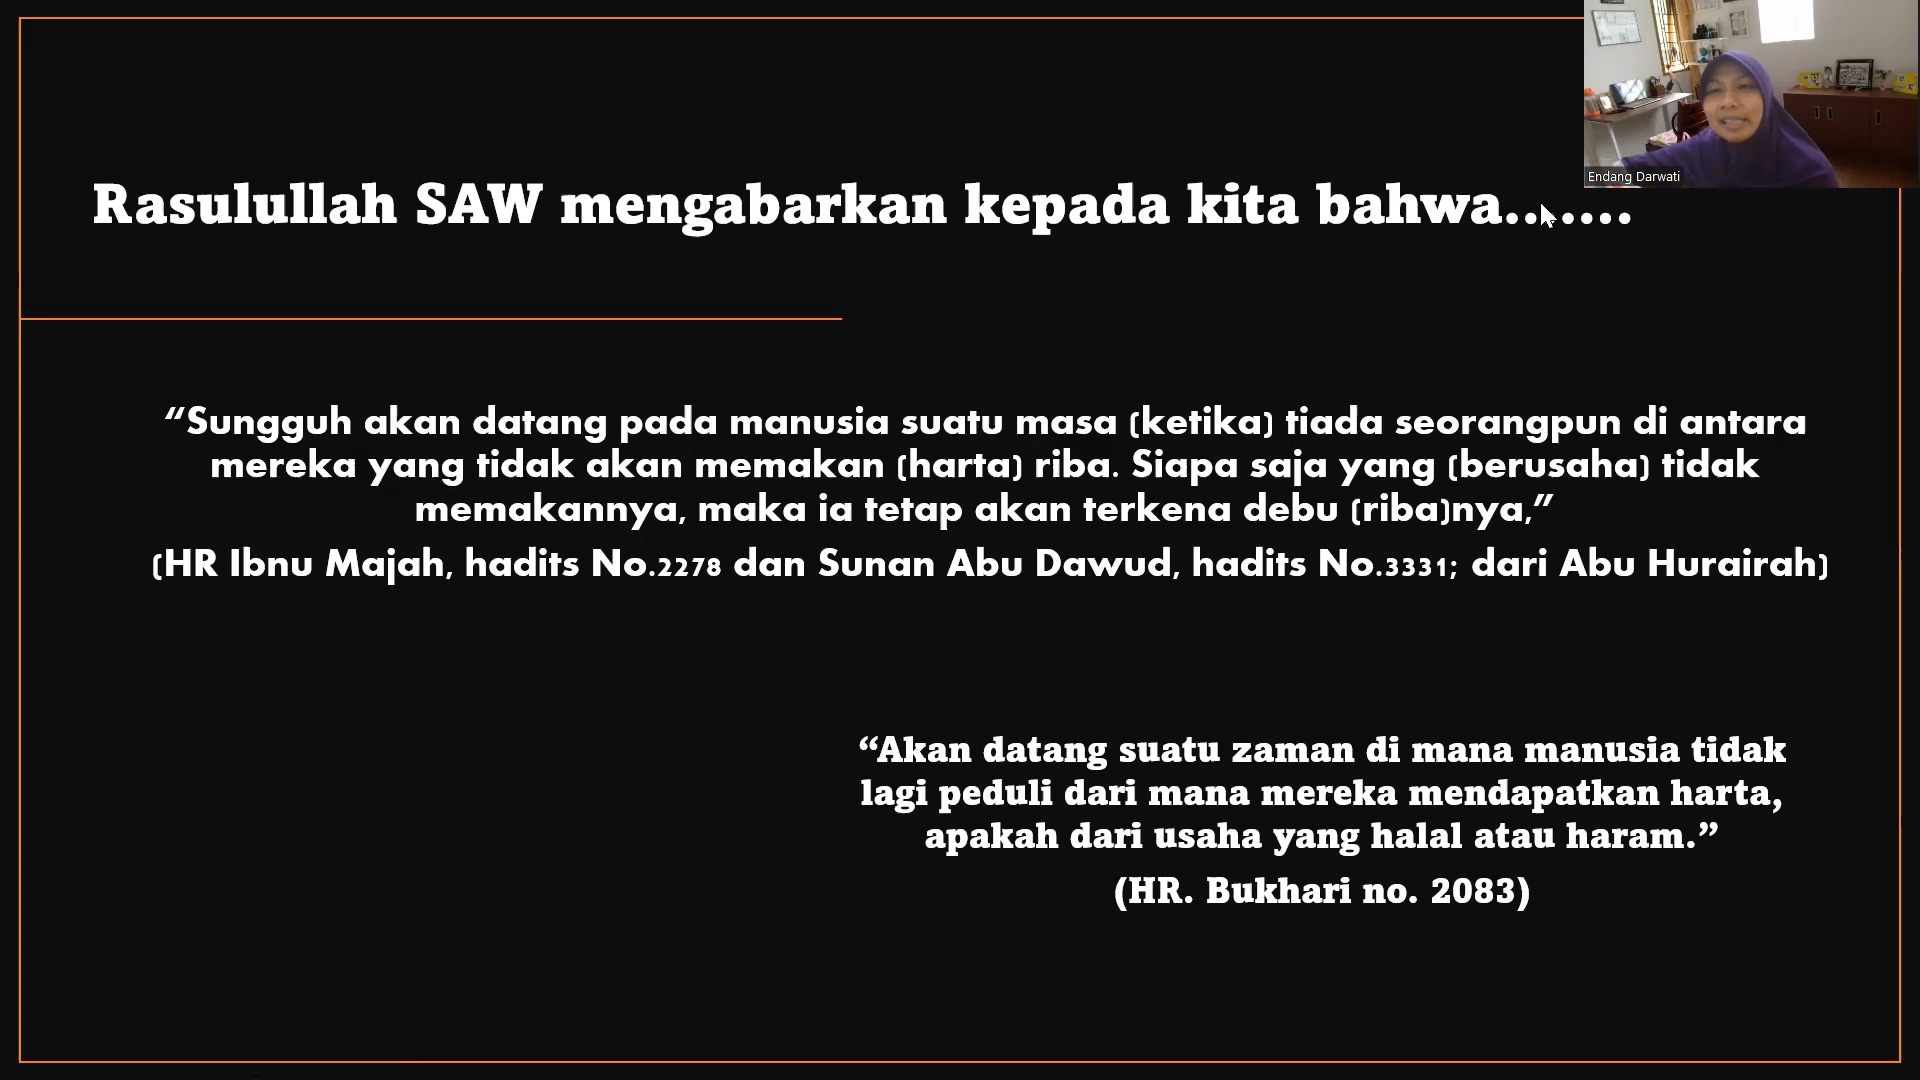 Rasulullah SAW mengabarkan kepada kita bahwa.......
Endang Darwati
“Sungguh akan datang pada manusia suatu masa (ketika) tiada seorangpun di antara
mereka yang tidak akan memakan (harta) riba. Siapa saja yang (berusaha) tidak
memakannya, maka ia tetap akan terkena debu (riba)nya,”
(HR Ibnu Majah, hadits No.2278 dan Sunan Abu Dawud, hadits No.3331; dari Abu Hurairah)
“Akan datang suatu zaman di mana manusia tidak
lagi peduli dari mana mereka mendapatkan harta,
apakah dari usaha yang halal atau haram.”
(HR. Bukhari no. 2083)